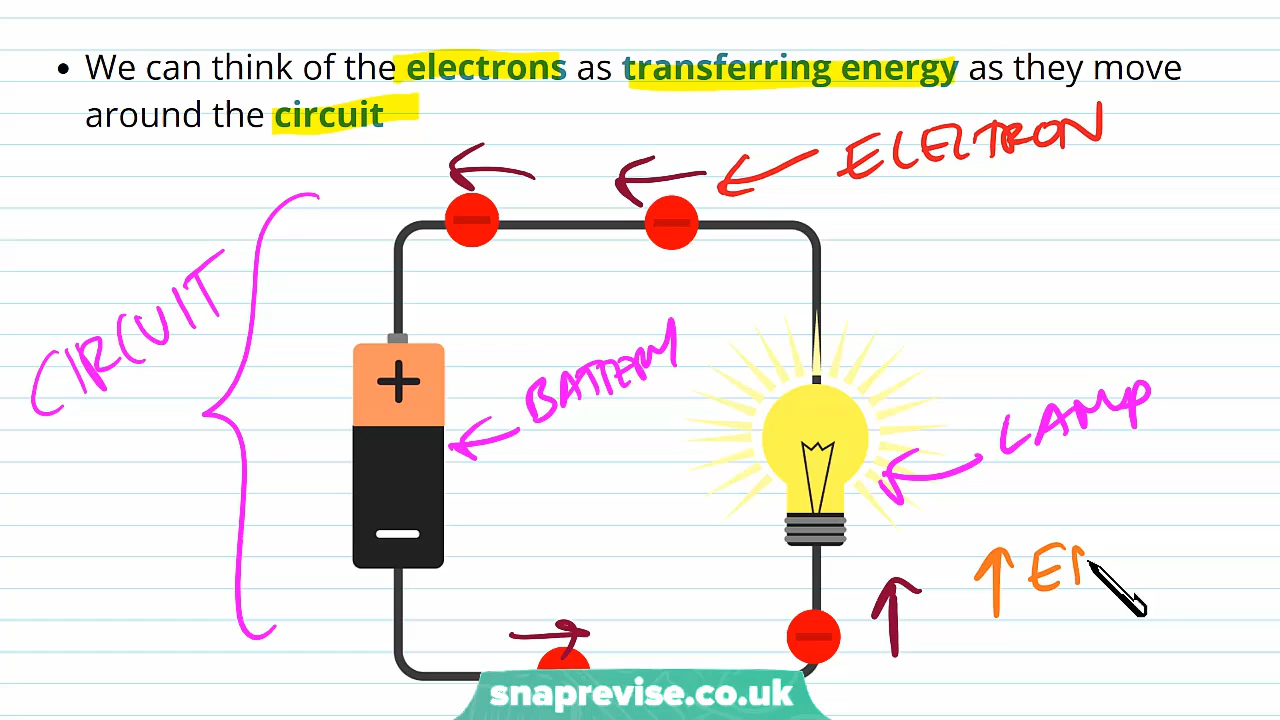 • We can think of the electrons as transferring energy as they move
around the circuit
ELECTRON
CIRCUIT
+
BATTERY
LAMP
↑ E
snaprevise.co.uk